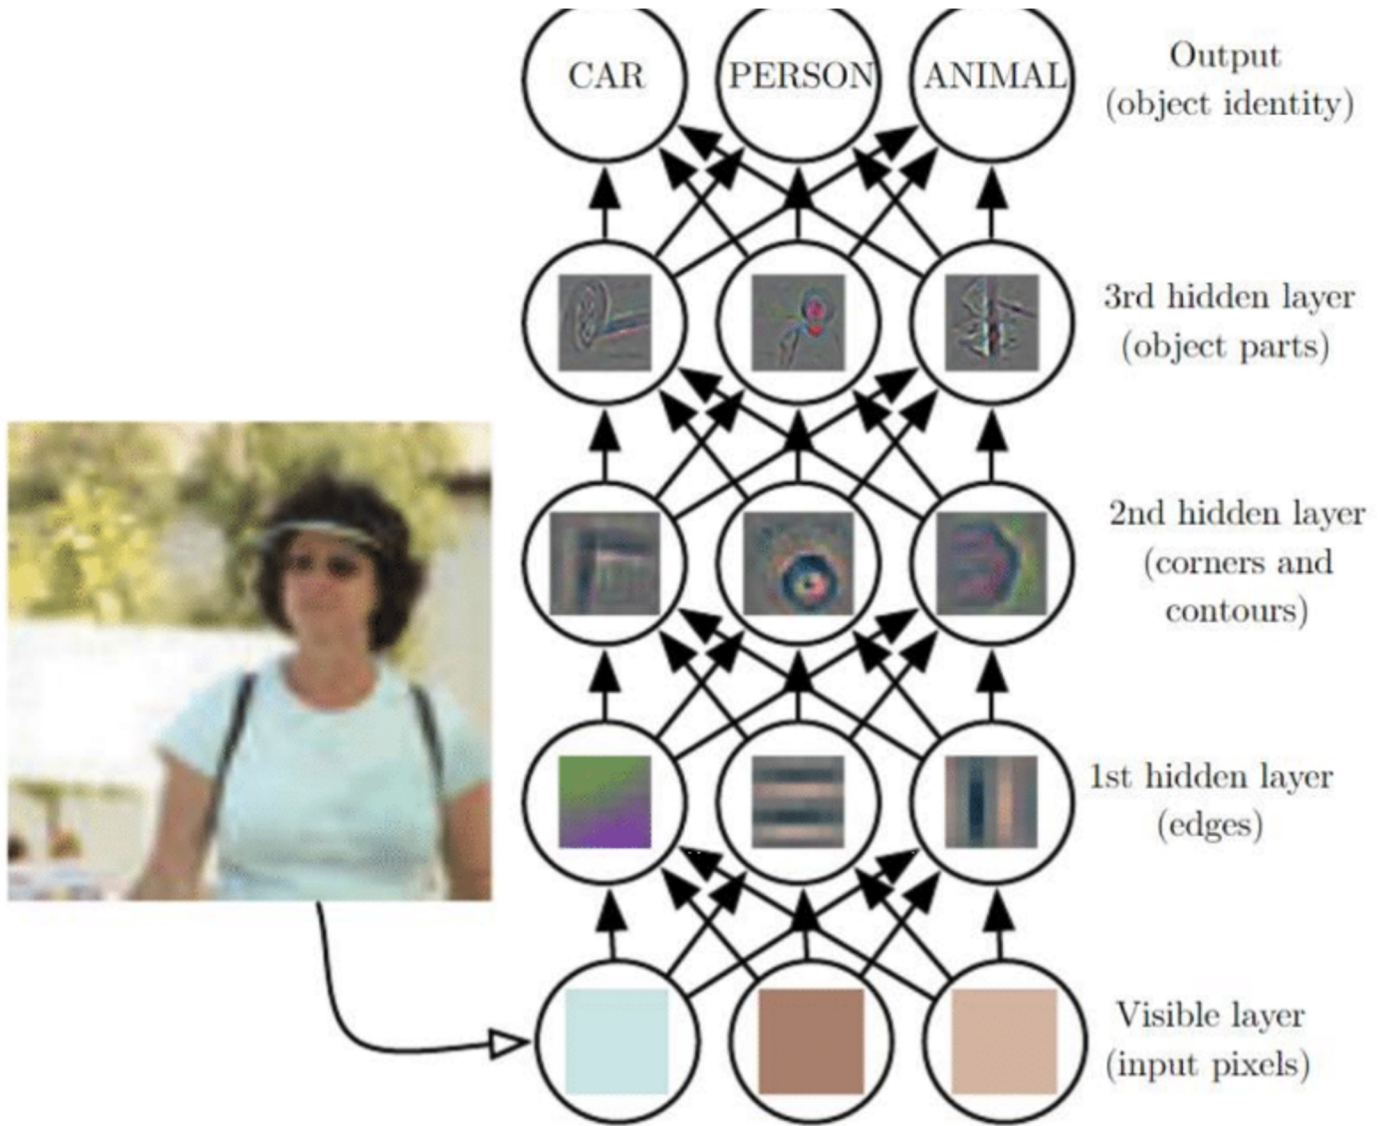 CAR PERSON ANIMAL
Output
(object identity)
3rd hidden layer
(object parts)
2nd hidden layer
(corners and
contours)
1st hidden layer
(edges)
Visible layer
(input pixels)